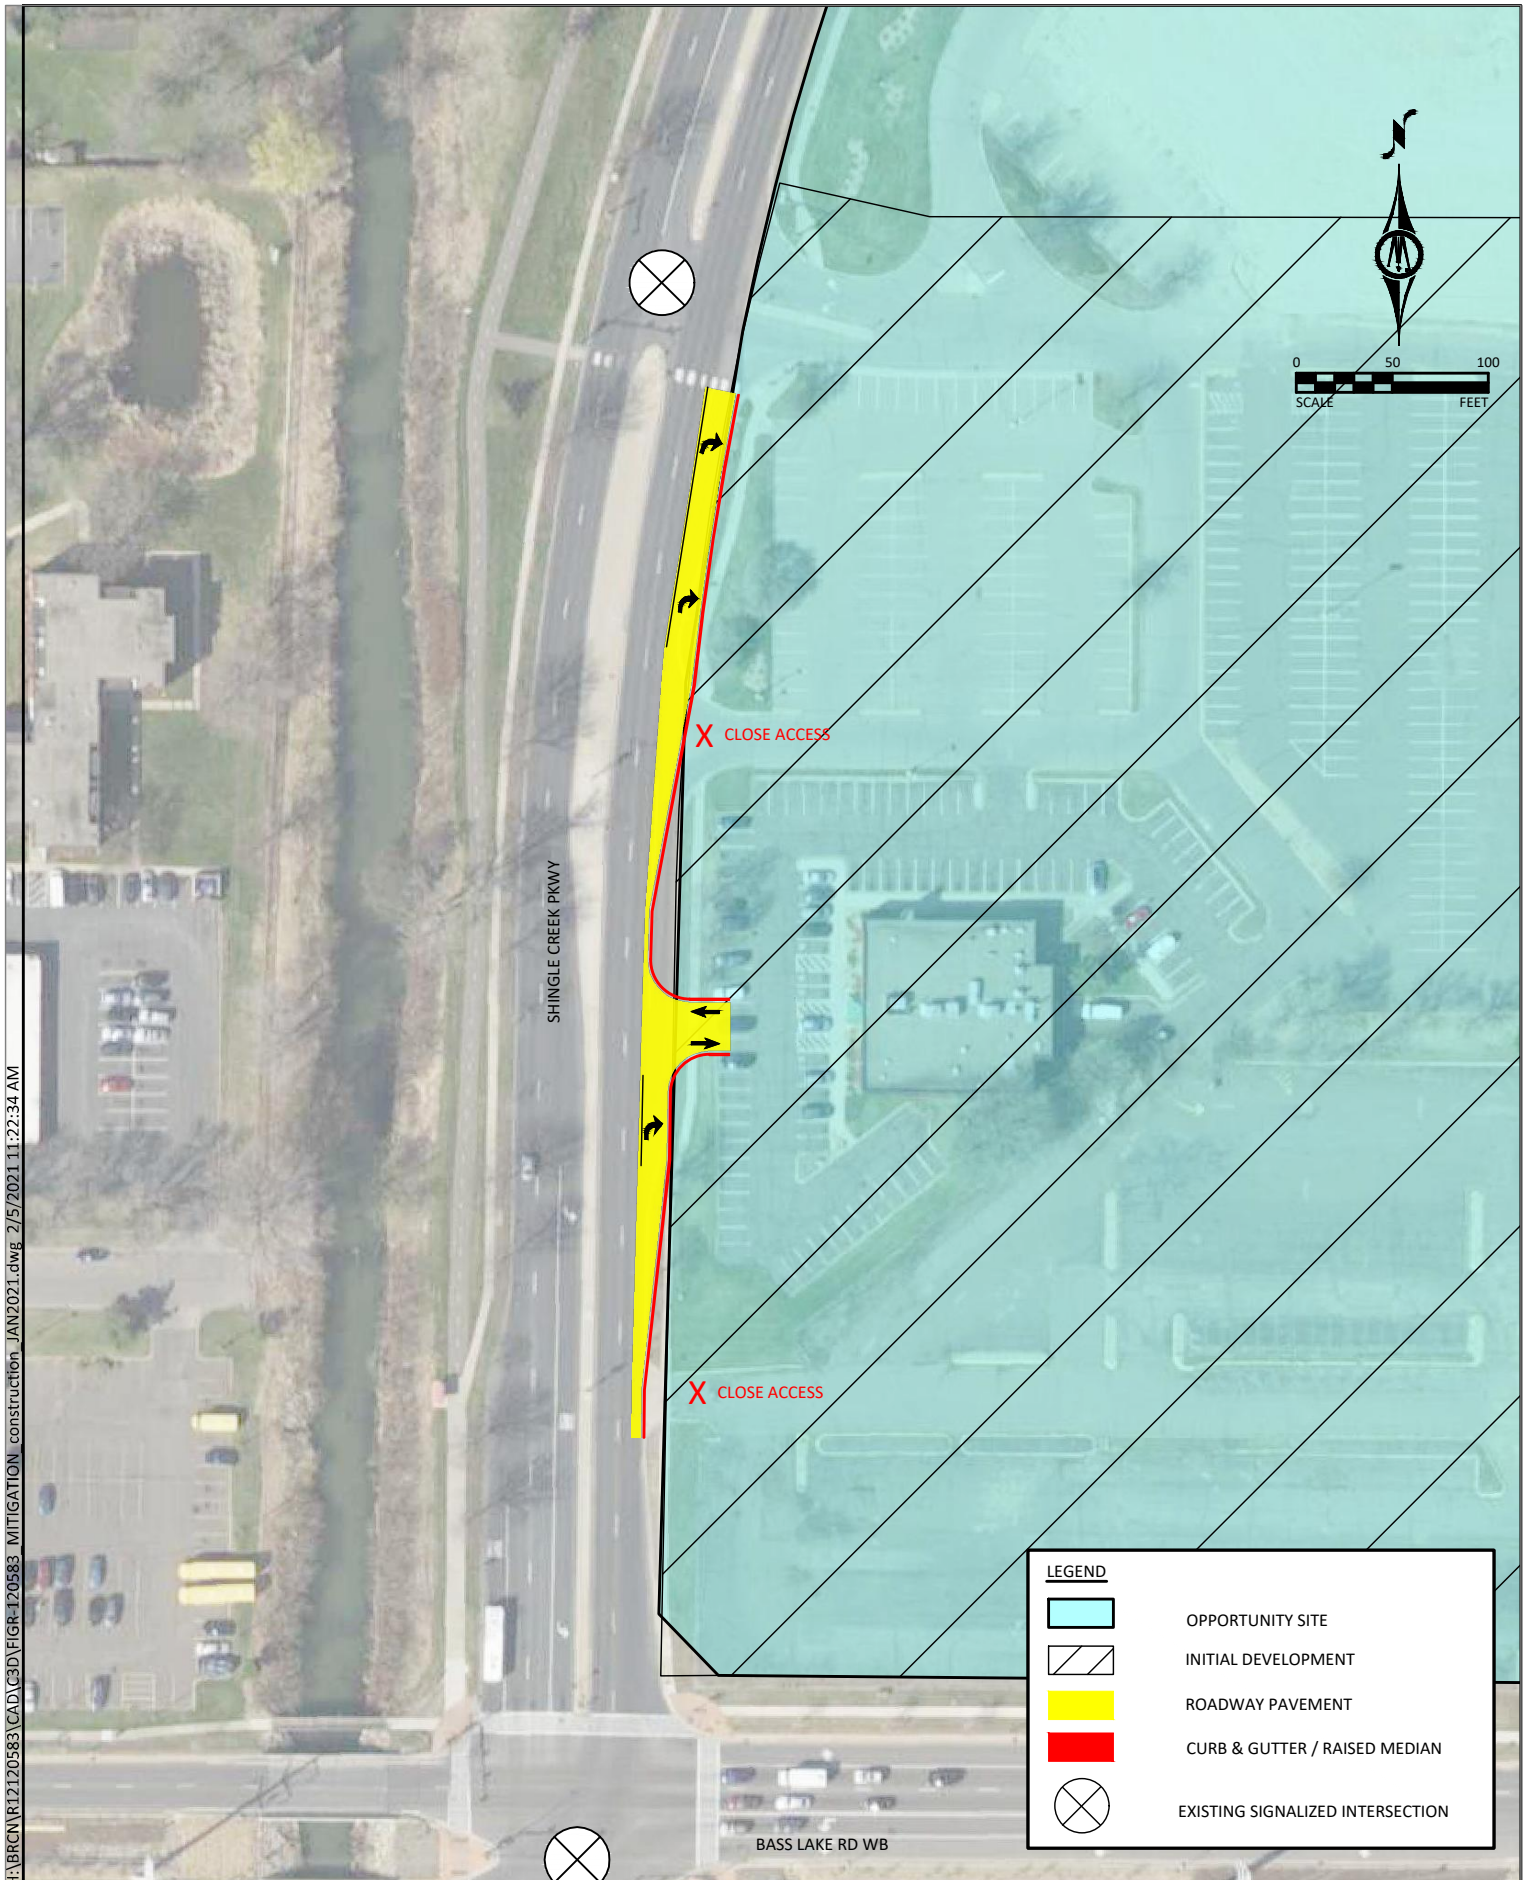 N
0 50 100
SCALE FEET
X CLOSE ACCESS
SHINGLE CREEK PKWY
X CLOSE ACCESS
H:\BRCN\R12120583\CAD\C3D\FIGR-120583_MITIGATION_construction_JAN2021.dwg 2/5/2021 11:22:34 AM
LEGEND
OPPORTUNITY SITE
INITIAL DEVELOPMENT
ROADWAY PAVEMENT
CURB & GUTTER / RAISED MEDIAN
EXISTING SIGNALIZED INTERSECTION
BASS LAKE RD WB